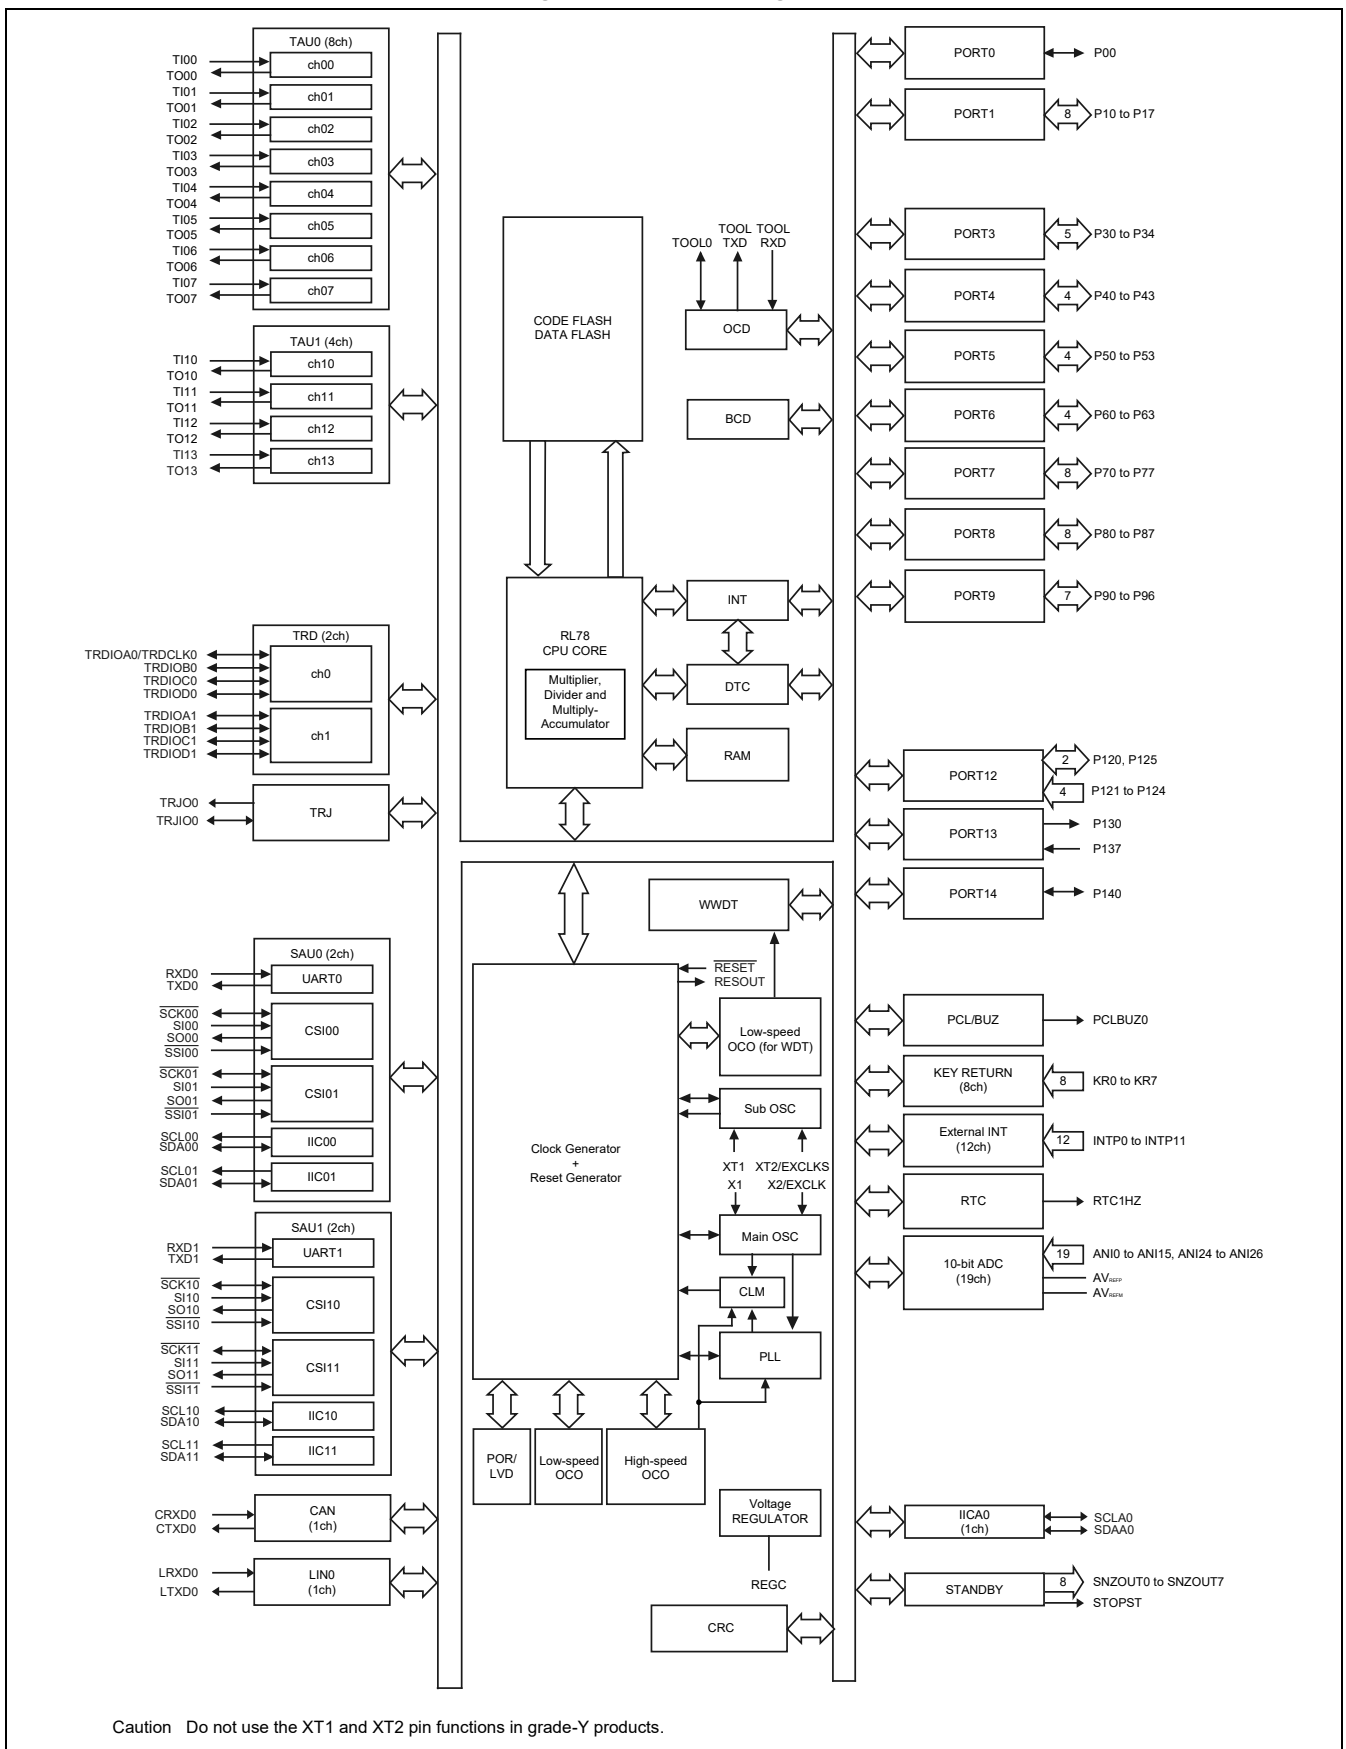 TAU0 (8ch)
TI00
TO00
ch00
TI01
TO01
ch01
TI02
TO02
ch02
TI03
TO03
ch03
TI04
TO04
ch04
TI05
TO05
ch05
TI06
TO06
ch06
TI07
TO07
ch07
TAU1 (4ch)
TI10
TO10
ch10
TI11
TO11
ch11
TI12
TO12
ch12
TI13
TO13
ch13
TRD (2ch)
TRDIOA0/TRDCLK0
TRDIOB0
TRDIOC0
TRDIOD0
ch0
TRDIOA1
TRDIOB1
TRDIOC1
TRDIOD1
ch1
TRJO0
TRJIO0
TRJ
SAU0 (2ch)
RXD0
TXD0
UART0
SCK00
SI00
SO00
SSI00
CSI00
SCK01
SI01
SO01
SSI01
CSI01
SCL00
SDA00
IIC00
SCL01
SDA01
IIC01
SAU1 (2ch)
RXD1
TXD1
UART1
SCK10
SI10
SO10
SSI10
CSI10
SCK11
SI11
SO11
SSI11
CSI11
SCL10
SDA10
IIC10
SCL11
SDA11
IIC11
CRXD0
CTXD0
CAN
(1ch)
LRXD0
LTXD0
LIN0
(1ch)
CODE FLASH
DATA FLASH
TOOL0
TOOL
TXD
TOOL
RXD
OCD
BCD
RL78
CPU CORE
Multiplier,
Divider and
Multiply-
Accumulator
INT
DTC
RAM
WWDT
RESET
RESOUT
Low-speed
OCO (for WDT)
Clock Generator
+
Reset Generator
Sub OSC
XT1
XT2/EXCLKS
X1
X2/EXCLK
Main OSC
CLM
PLL
POR/
LVD
Low-speed
OCO
High-speed
OCO
Voltage
REGULATOR
REGC
CRC
PORT0
P00
PORT1
8
P10 to P17
PORT3
5
P30 to P34
PORT4
4
P40 to P43
PORT5
4
P50 to P53
PORT6
4
P60 to P63
PORT7
8
P70 to P77
PORT8
8
P80 to P87
PORT9
7
P90 to P96
PORT12
2
P120, P125
4
P121 to P124
PORT13
P130
P137
PORT14
P140
PCL/BUZ
PCLBUZ0
KEY RETURN
(8ch)
8
KR0 to KR7
External INT
(12ch)
12
INTP0 to INTP11
RTC
RTC1HZ
10-bit ADC
(19ch)
19
ANI0 to ANI15, ANI24 to ANI26
AVREFP
AVREFM
IICA0
(1ch)
SCLA0
SDAA0
STANDBY
8
SNZOUT0 to SNZOUT7
STOPST
Caution Do not use the XT1 and XT2 pin functions in grade-Y products.